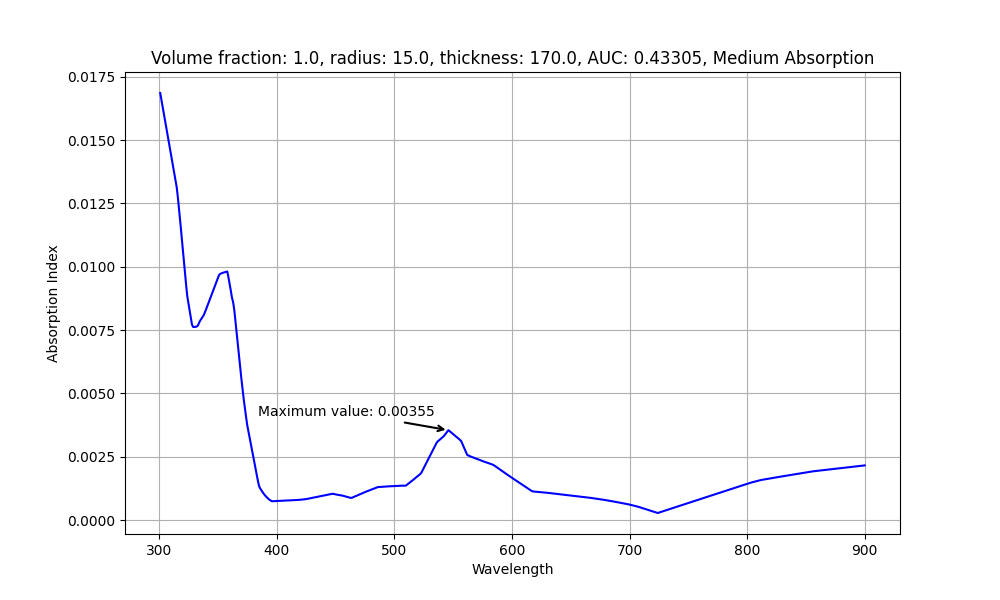 Volume fraction: 1.0, radius: 15.0, thickness: 170.0, AUC: 0.43305, Medium Absorption
0.0175
0.0150
0.0125
0.0100
0.0075
0.0050
0.0025
0.0000
Absorption Index
Maximum value: 0.00355
300 400 500 600 700 800 900
Wavelength